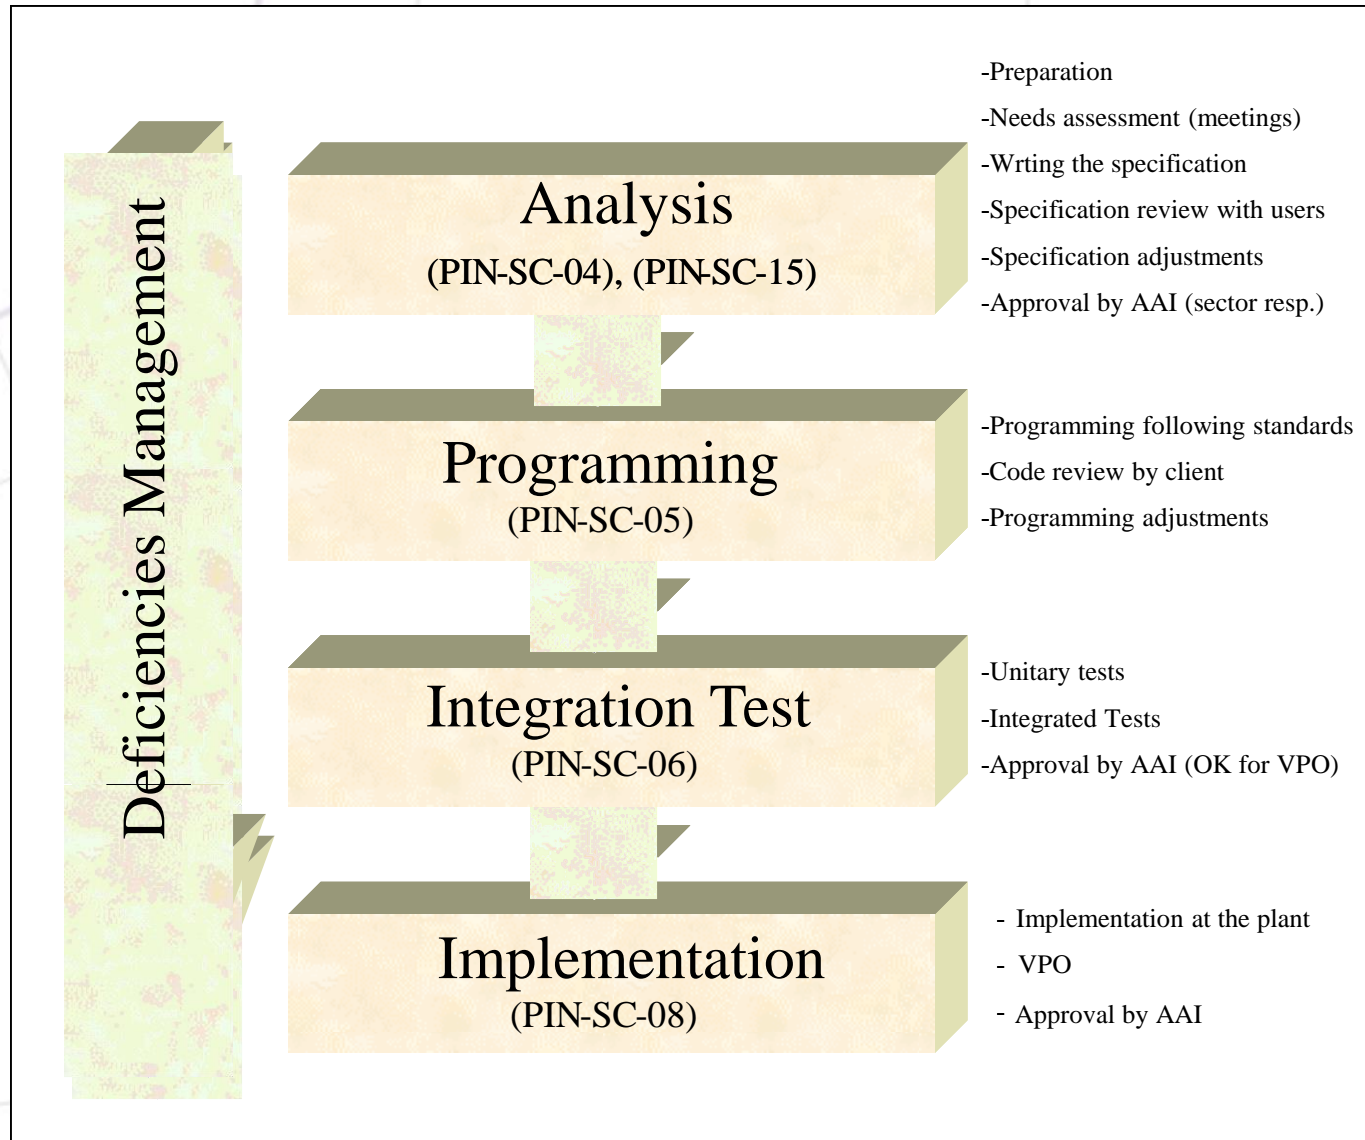 Deficiencies Management
Analysis
(PIN-SC-04), (PIN-SC-15)
-Preparation
-Needs assessment (meetings)
-Wrting the specification
-Specification review with users
-Specification adjustments
-Approval by AAI (sector resp.)
Programming
(PIN-SC-05)
-Programming following standards
-Code review by client
-Programming adjustments
Integration Test
(PIN-SC-06)
-Unitary tests
-Integrated Tests
-Approval by AAI (OK for VPO)
Implementation
(PIN-SC-08)
- Implementation at the plant
- VPO
- Approval by AAI